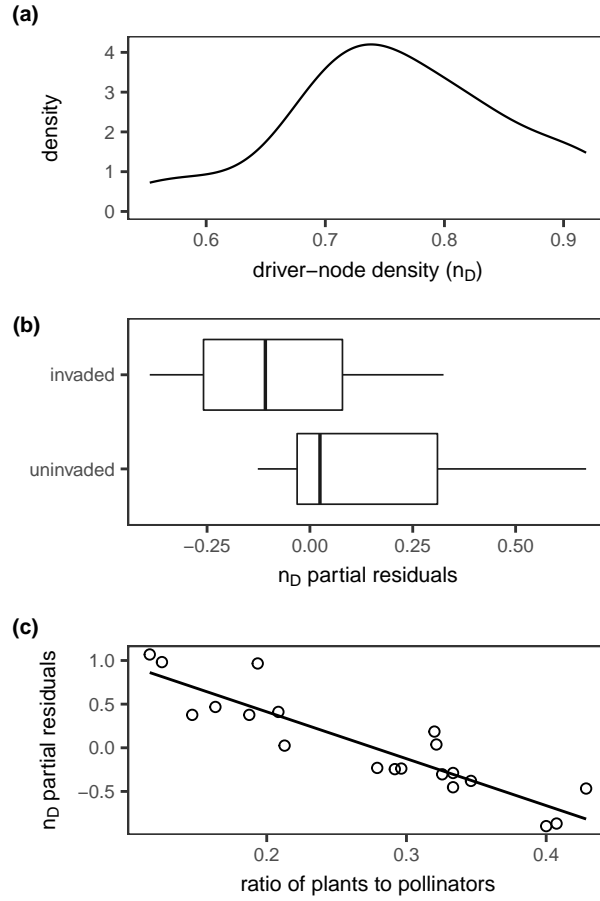 (a)
4
3
2
1
0
density
0.6 0.7 0.8 0.9
driver−node density (nD)
(b)
invaded
uninvaded
−0.25 0.00 0.25 0.50
nD partial residuals
(c)
1.0
0.5
0.0
−0.5
nD partial residuals
0.2 0.3 0.4
ratio of plants to pollinators